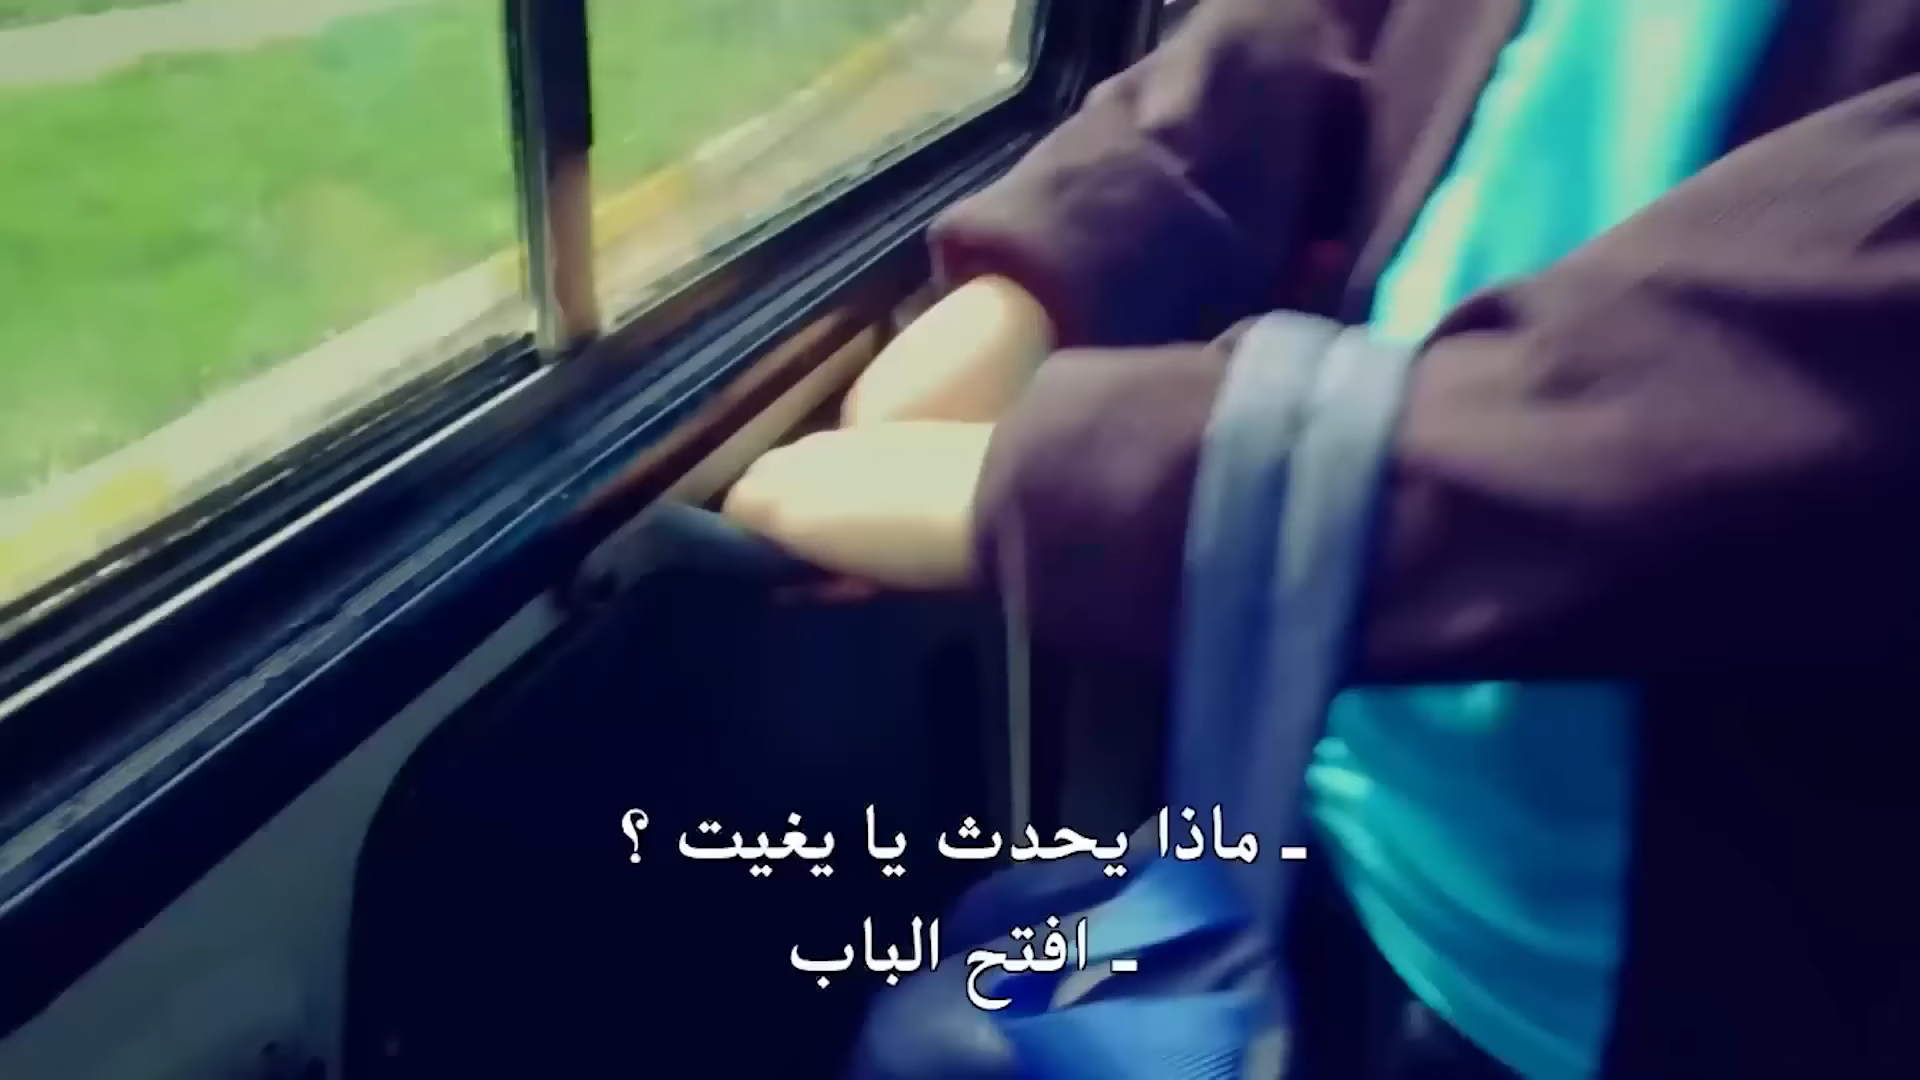 ـ ماذا يحدث يا يغيت ؟
ـ افتح الباب